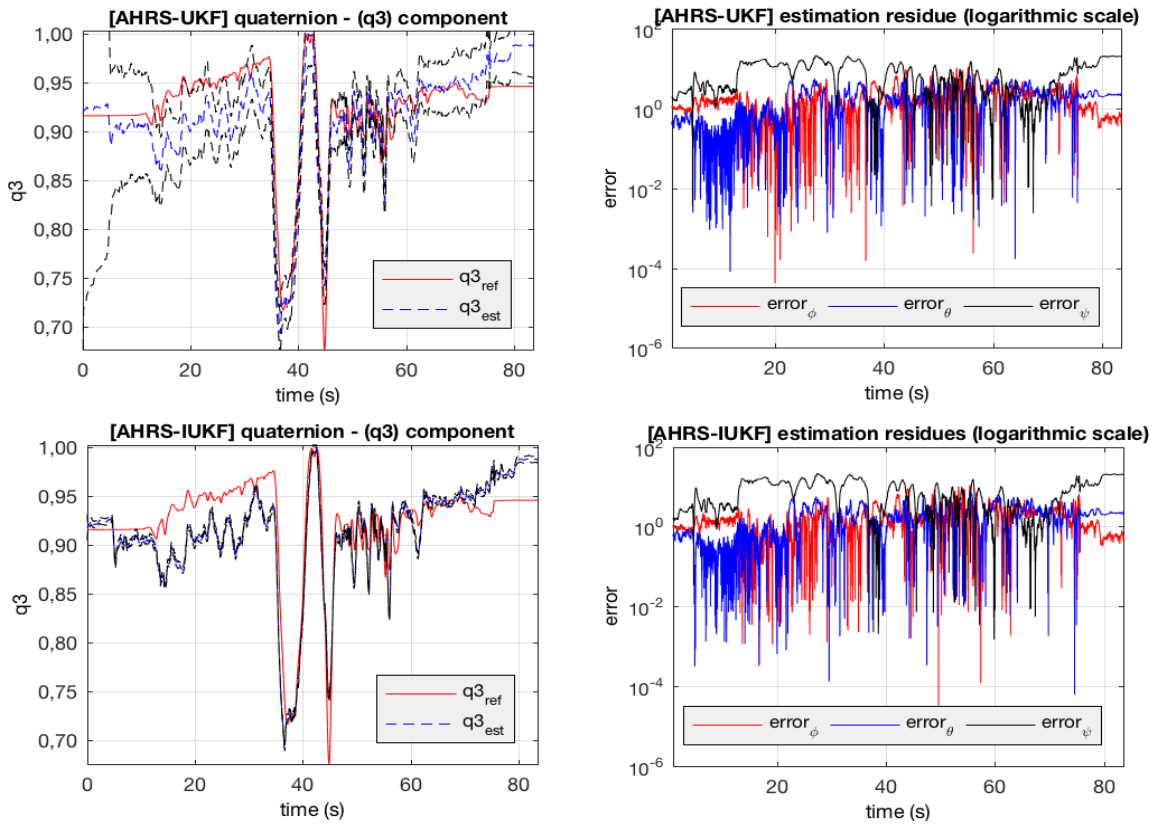 [AHRS-UKF] quaternion - (q3) component
1,00
0,95
0,90
0,85
0,80
0,75
0,70
q3
q3ref
q3est
0 20 40 60 80
time (s)
[AHRS-UKF] estimation residue (logarithmic scale)
10^2
10^0
10^-2
10^-4
10^-6
error
errorϕ errorθ errorψ
20 40 60 80
time (s)
[AHRS-IUKF] quaternion - (q3) component
1,00
0,95
0,90
0,85
0,80
0,75
0,70
q3
q3ref
q3est
0 20 40 60 80
time (s)
[AHRS-IUKF] estimation residues (logarithmic scale)
10^2
10^0
10^-2
10^-4
10^-6
error
errorϕ errorθ errorψ
20 40 60 80
time (s)